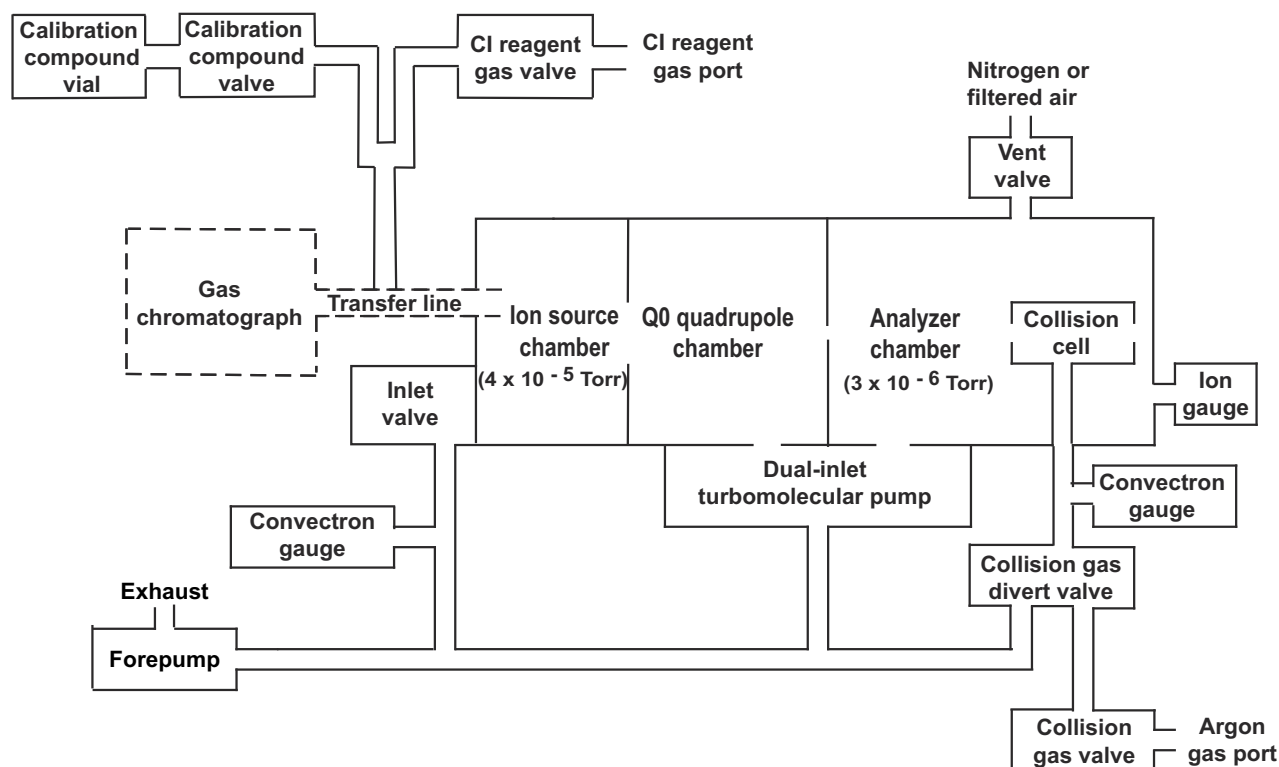 Calibration
compound
vial
Calibration
compound
valve
CI reagent
gas valve
CI reagent
gas port
Nitrogen or
filtered air
Vent
valve
Gas
chromatograph
Transfer line
Ion source
chamber
(4 x 10 - 5 Torr)
Q0 quadrupole
chamber
Analyzer
chamber
(3 x 10 - 6 Torr)
Collision
cell
Inlet
valve
Ion
gauge
Dual-inlet
turbomolecular pump
Convectron
gauge
Convectron
gauge
Collision gas
divert valve
Exhaust
Forepump
Collision
gas valve
Argon
gas port